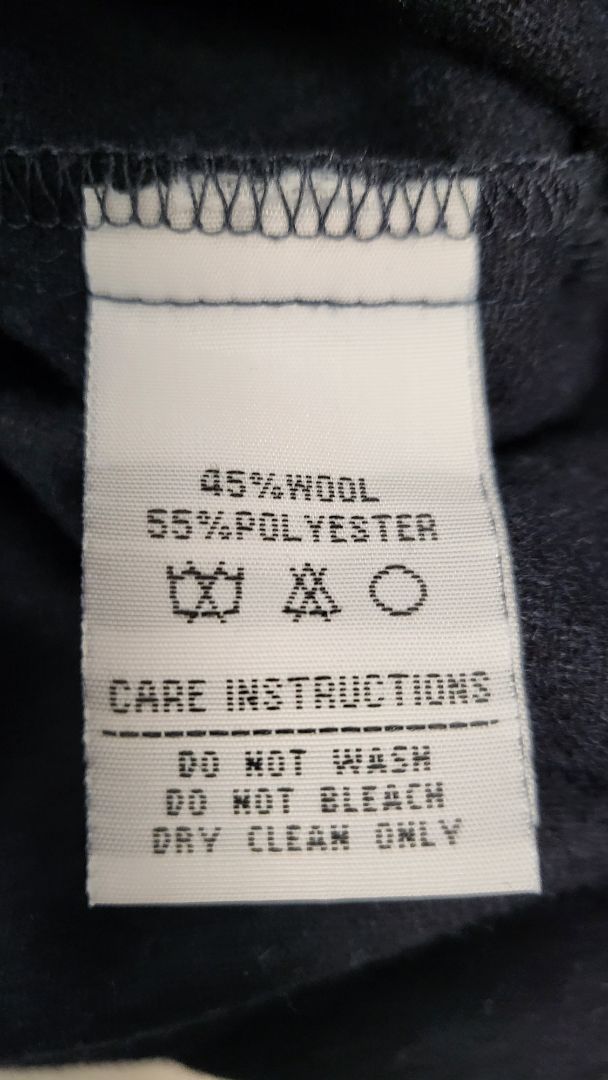 45%WOOL
55%POLYESTER
CARE INSTRUCTIONS
DO NOT WASH
DO NOT BLEACH
DRY CLEAN ONLY